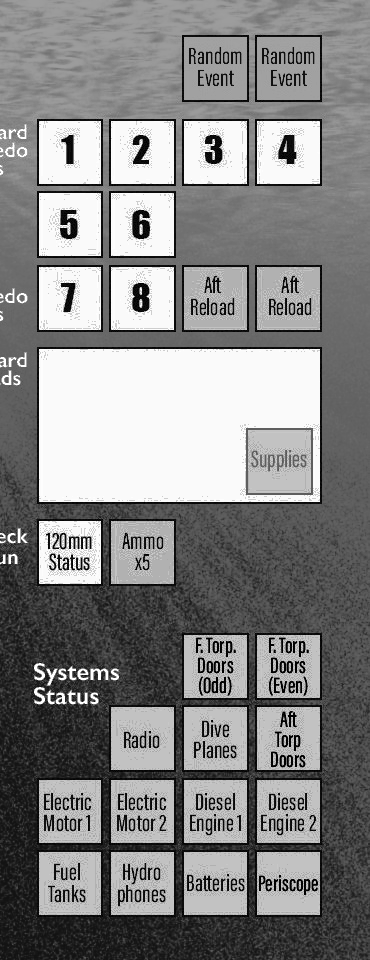 Random Random
Event Event
1 2 3 4
5 6
7 8 Aft Aft
Reload Reload
Supplies
120mm Ammo
Status x5
Systems
Status
F. Torp. F. Torp.
Doors Doors
(Odd) (Even)
Radio Dive Aft
Planes Torp
Doors
Electric Electric Diesel Diesel
Motor 1 Motor 2 Engine 1 Engine 2
Fuel Hydro Batteries Periscope
Tanks phones